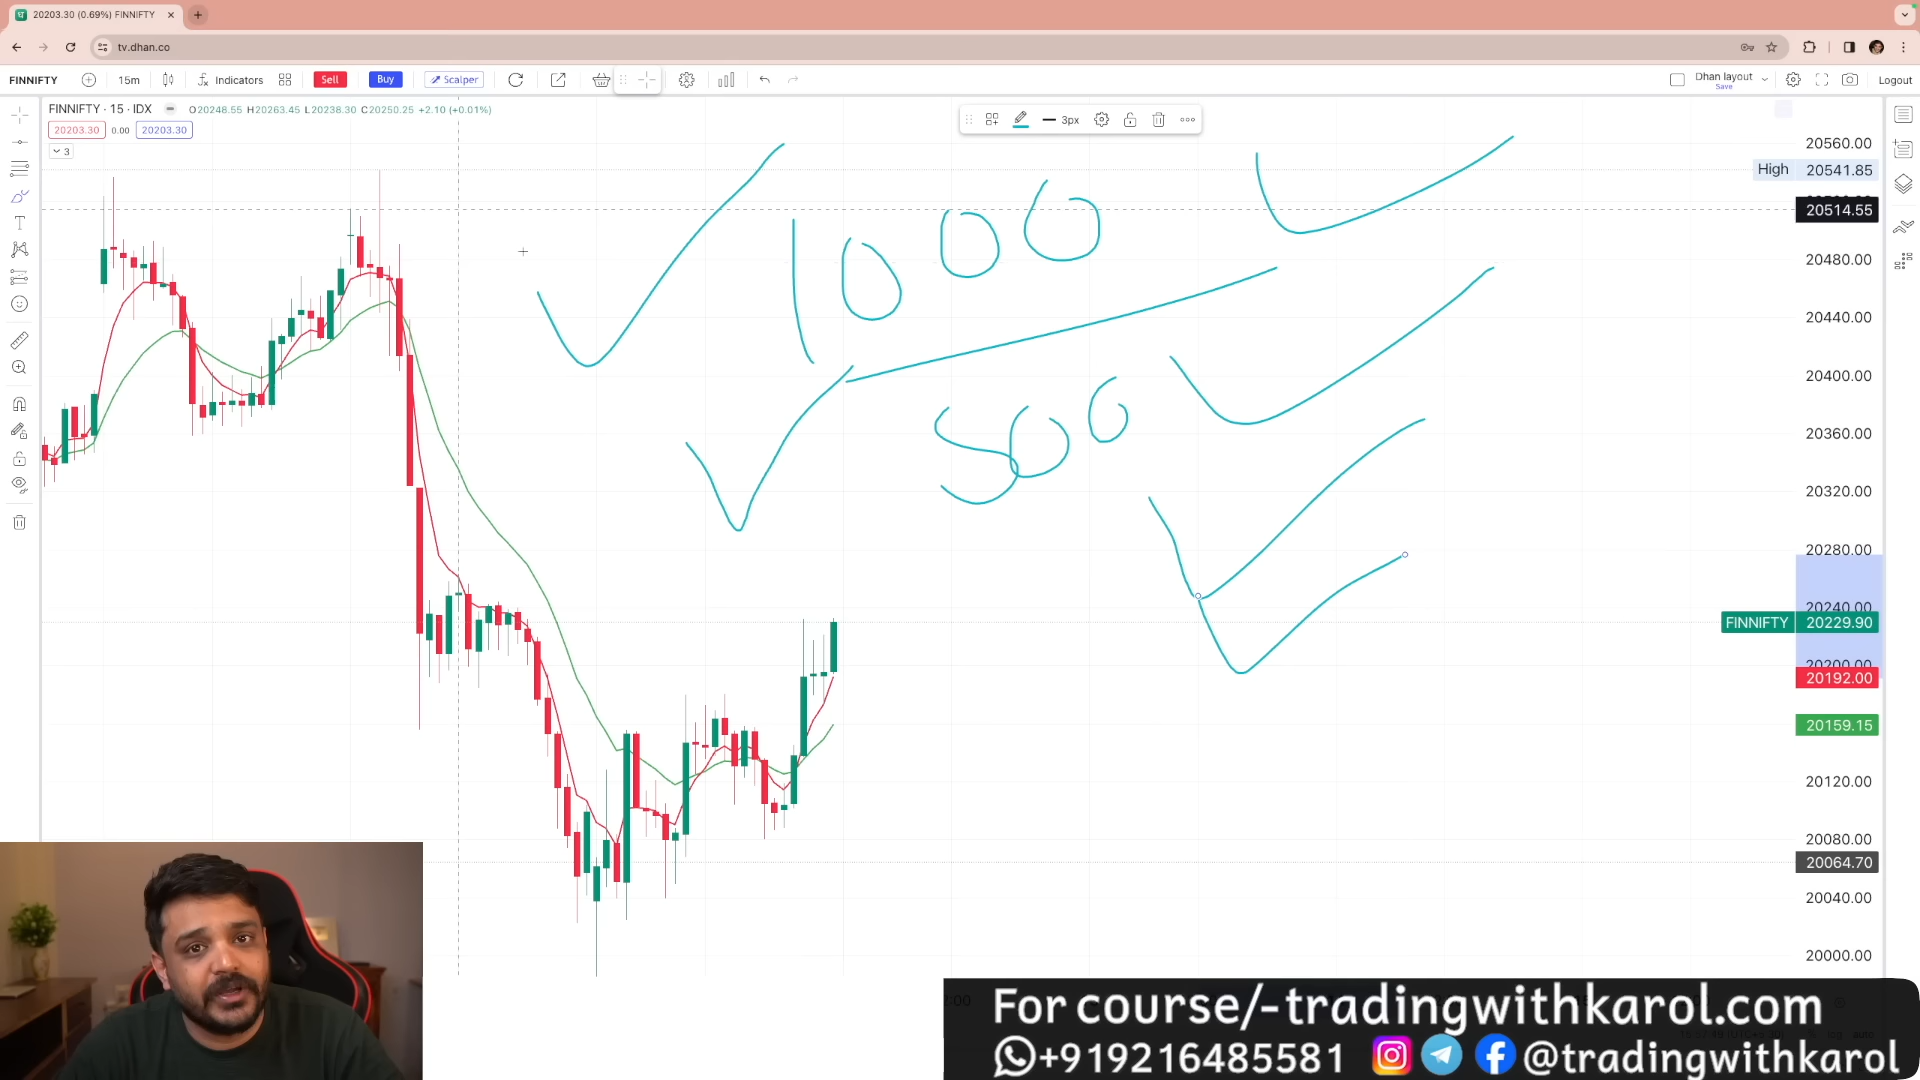 20203.30 (0.69%) FINNIFTY
tv.dhan.co
FINNIFTY 15m Indicators Sell Buy Scalper Dhan layout Logout
Save
FINNIFTY · 15 · IDX O20248.55 H20263.45 L20238.30 C20250.25 +2.10 (+0.01%)
20203.30 0.00 20203.30
3px
3
20560.00
High 20541.85
20514.55
1000
20480.00
20440.00
20400.00
500
20360.00
20320.00
20280.00
20240.00
FINNIFTY 20229.90
20200.00
20192.00
20159.15
20120.00
20080.00
20064.70
20040.00
20000.00
For course/-tradingwithkarol.com
+919216485581 @tradingwithkarol